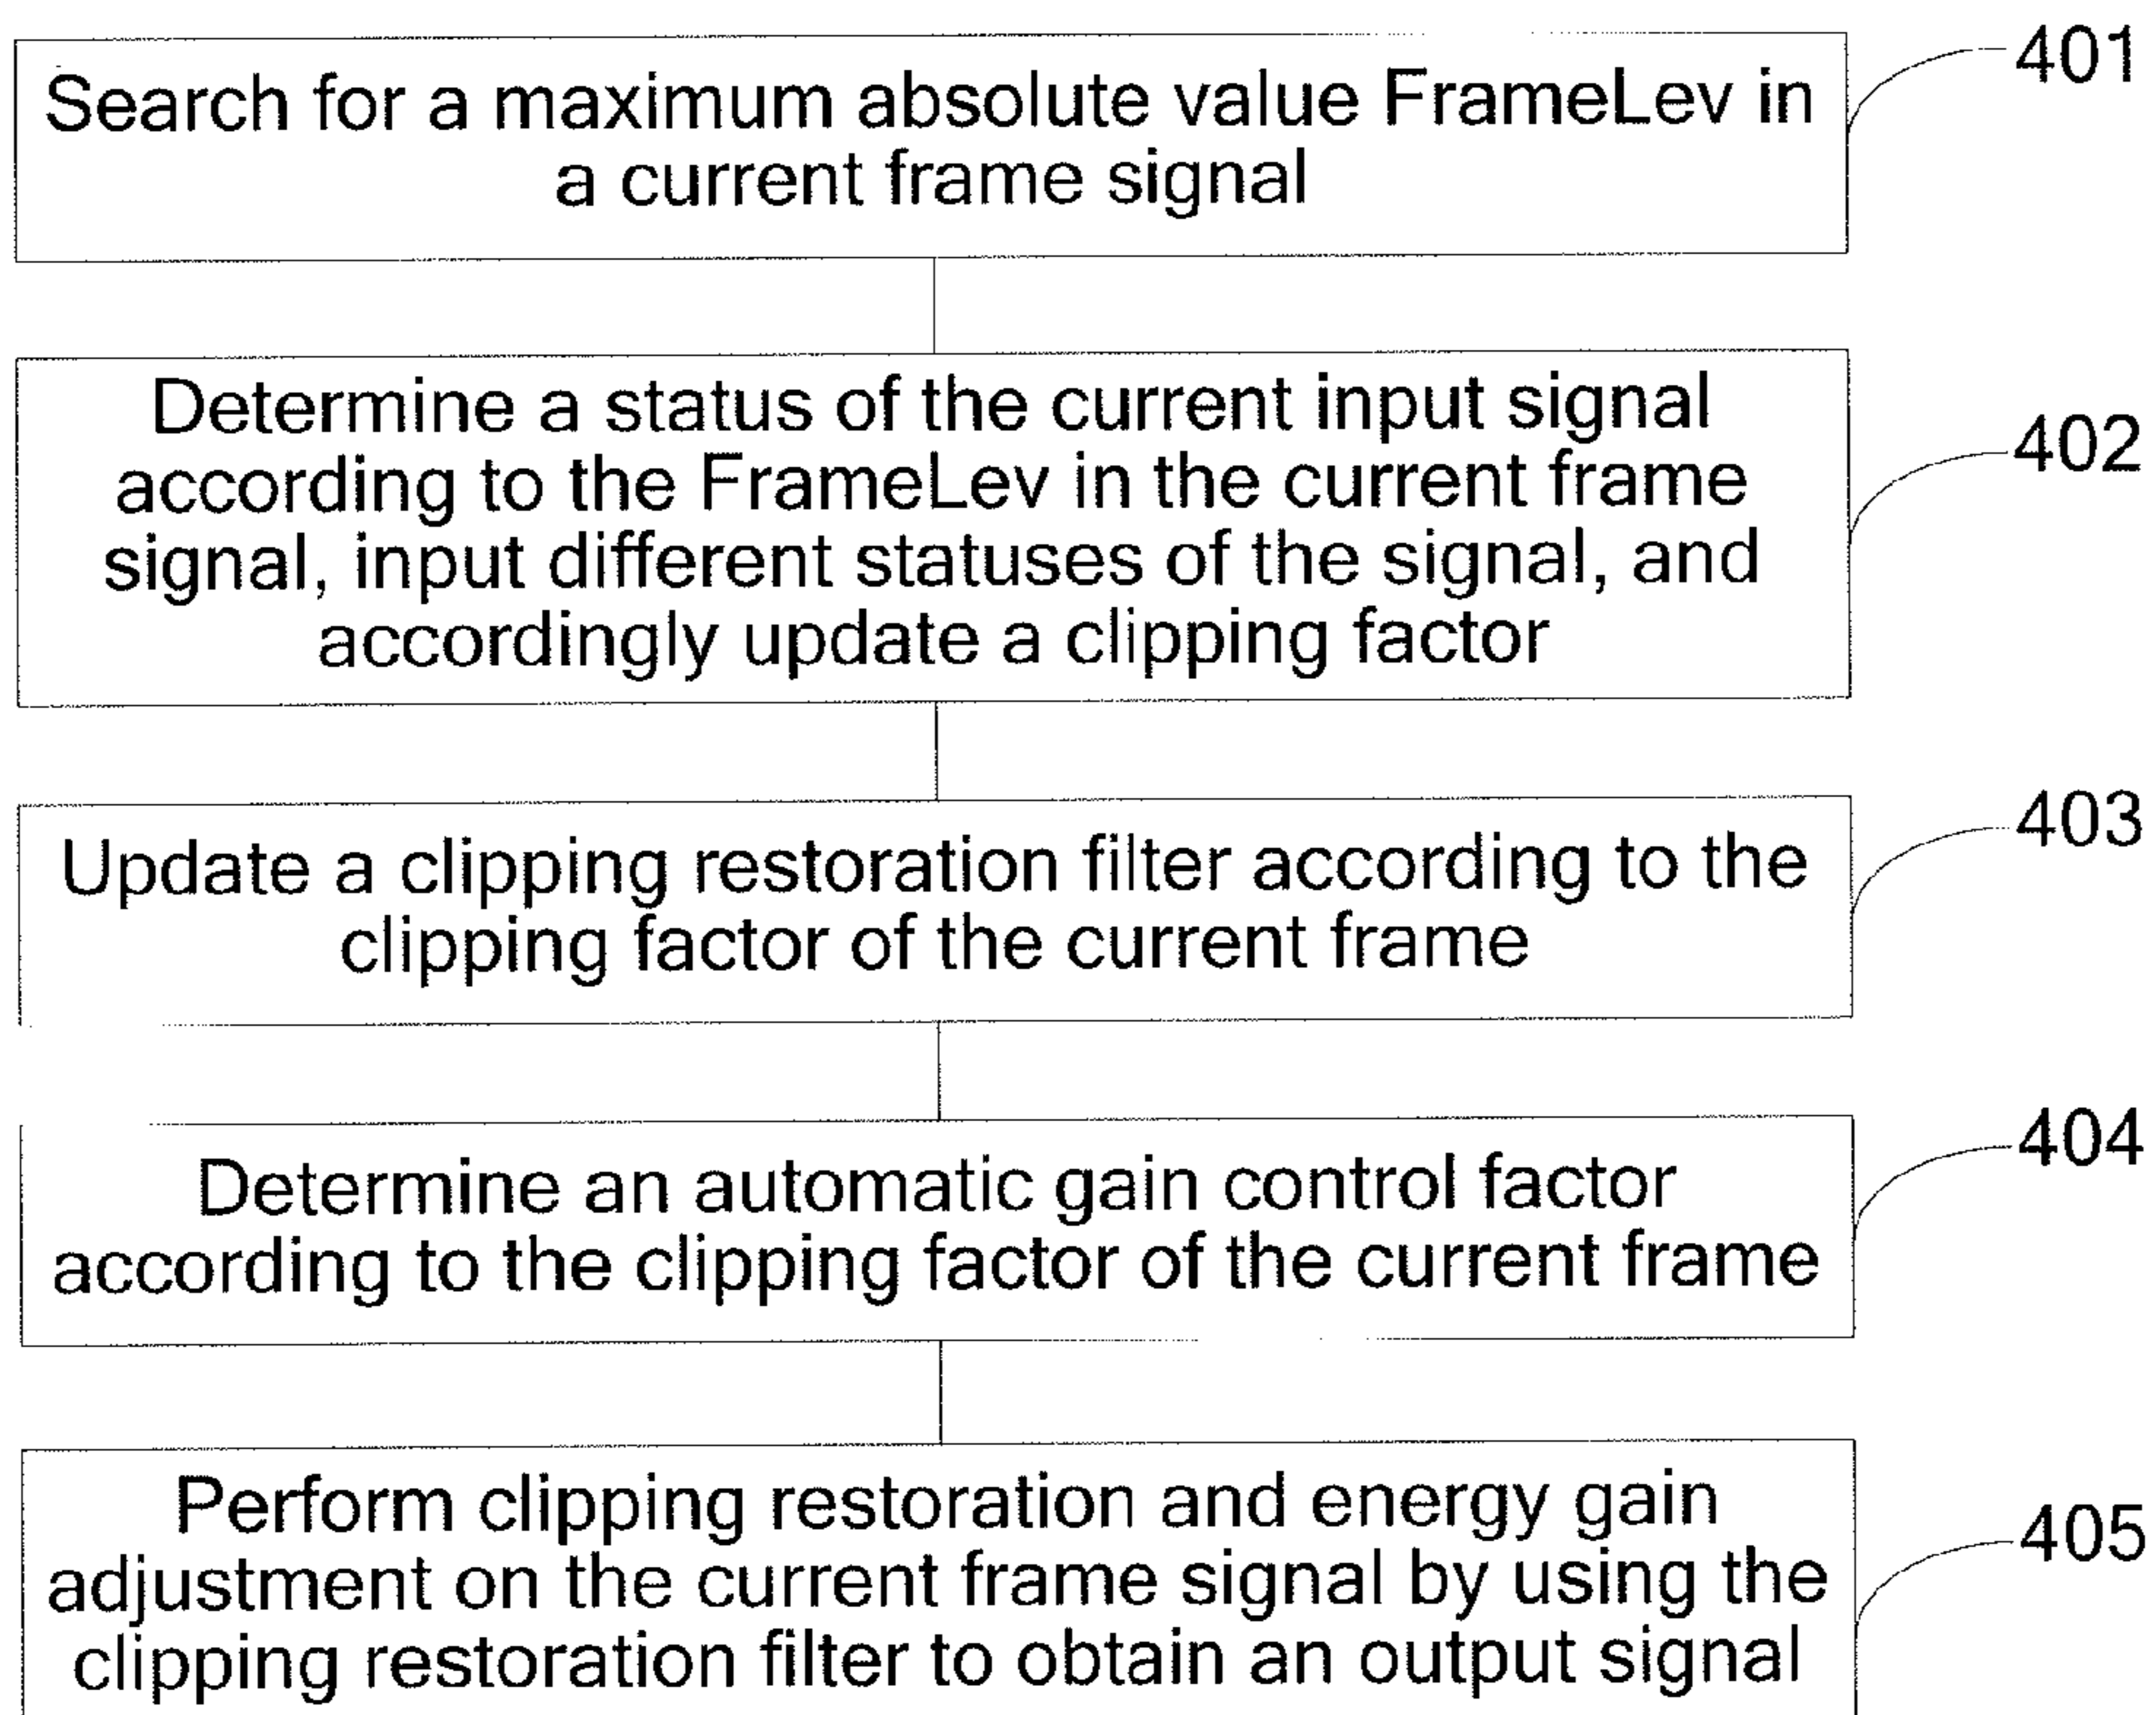 401
Search for a maximum absolute value FrameLev in
a current frame signal
402
Determine a status of the current input signal
according to the FrameLev in the current frame
signal, input different statuses of the signal, and
accordingly update a clipping factor
403
Update a clipping restoration filter according to the
clipping factor of the current frame
404
Determine an automatic gain control factor
according to the clipping factor of the current frame
405
Perform clipping restoration and energy gain
adjustment on the current frame signal by using the
clipping restoration filter to obtain an output signal